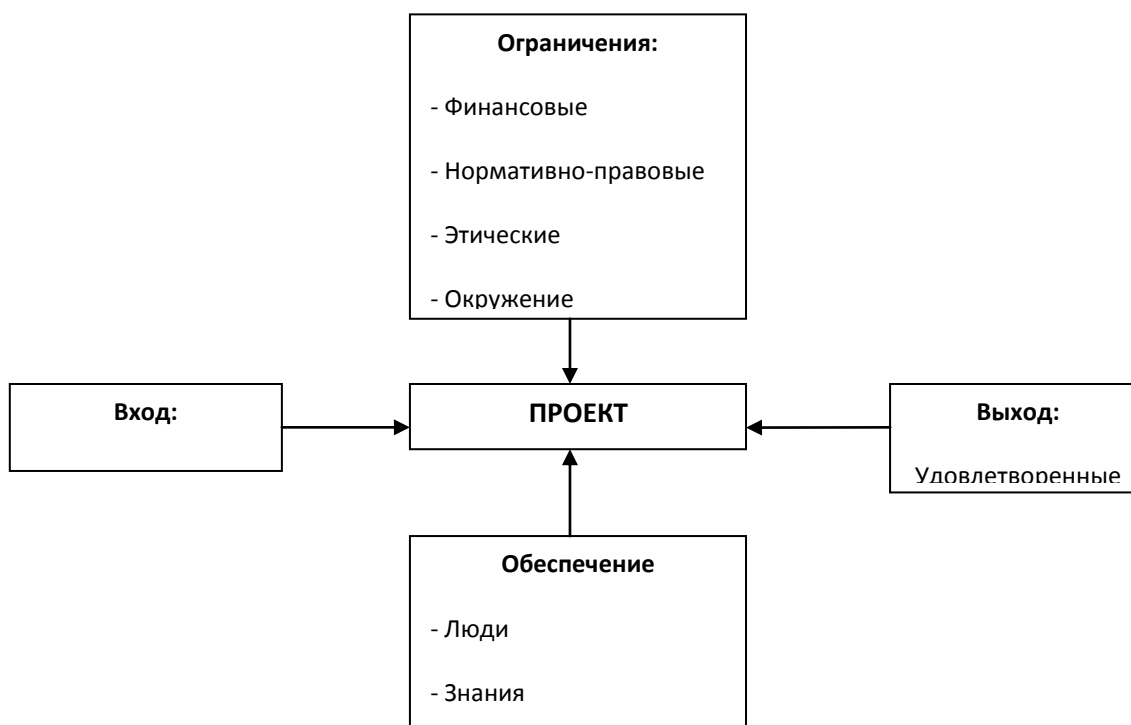 Ограничения:
- Финансовые
- Нормативно-правовые
- Этические
- Окружение
Вход:
ПРОЕКТ
Выход:
Удовлетворенные
Обеспечение
- Люди
- Знания